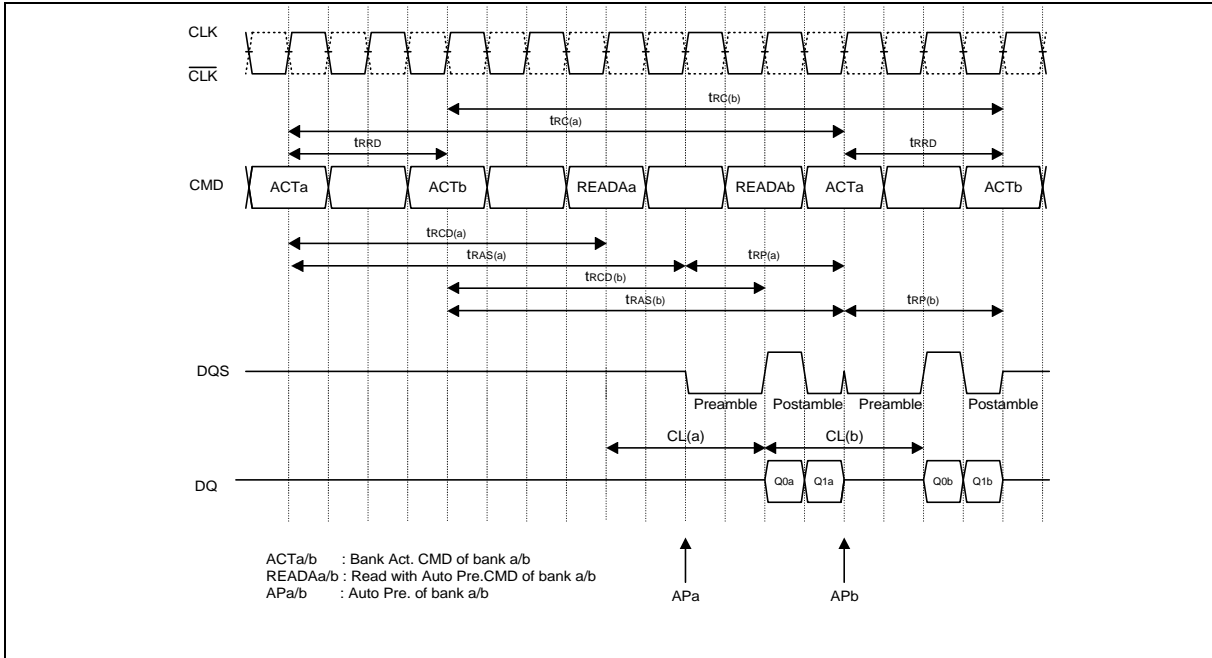 CLK
CLK
tRC(b)
tRC(a)
tRRD tRRD
CMD ACTa ACTb READAa READAb ACTa ACTb
tRCD(a)
tRAS(a) tRP(a)
tRCD(b)
tRAS(b) tRP(b)
DQS
Preamble Postamble Preamble Postamble
CL(a) CL(b)
DQ Q0a Q1a Q0b Q1b
ACTa/b : Bank Act. CMD of bank a/b
READAa/b : Read with Auto Pre.CMD of bank a/b
APa/b : Auto Pre. of bank a/b
APa APb